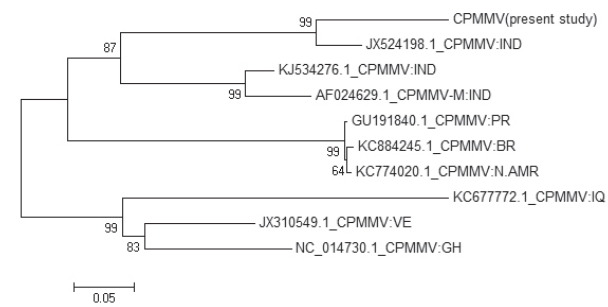 99
CPMMV(present study)
JX524198.1_CPMMV:IND
87
KJ534276.1_CPMMV:IND
99
AF024629.1_CPMMV-M:IND
GU191840.1_CPMMV:PR
99
KC884245.1_CPMMV:BR
64
KC774020.1_CPMMV:N.AMR
KC677772.1_CPMMV:IQ
99
JX310549.1_CPMMV:VE
83
NC_014730.1_CPMMV:GH
0.05